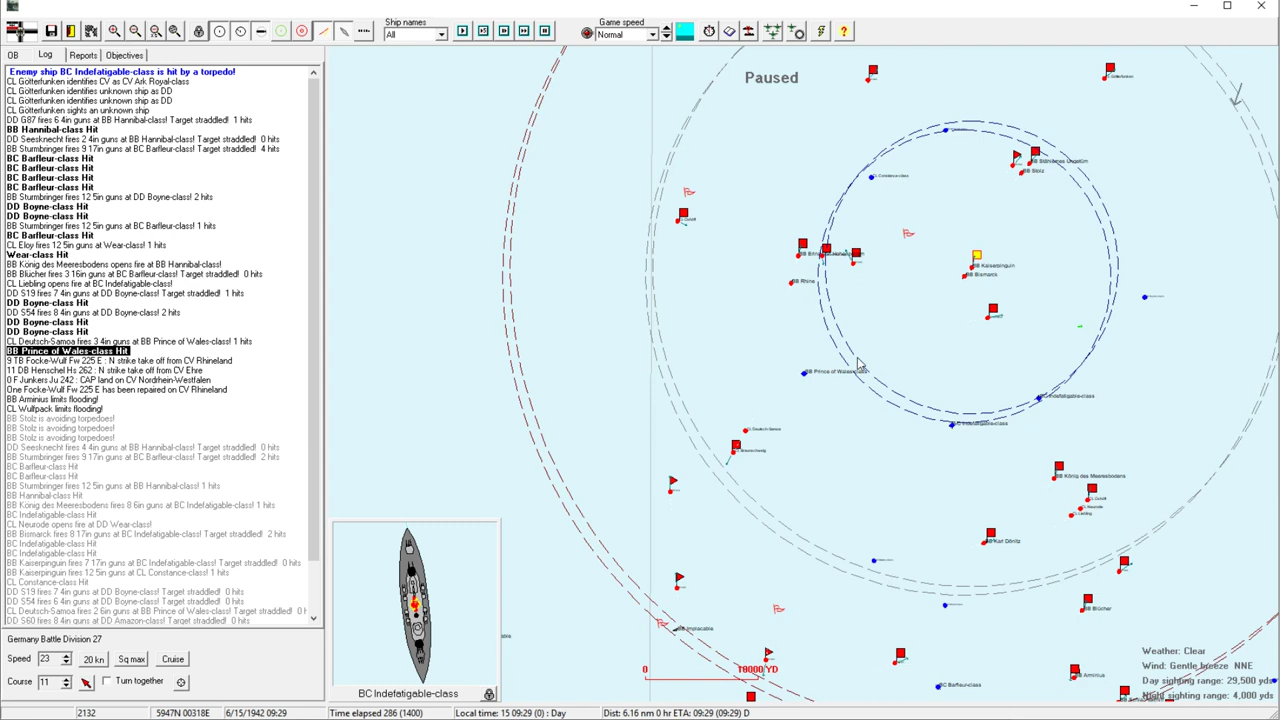 Ship names
All
Game speed
Normal
OB
Log
Reports
Objectives
Paused
Enemy ship BC Indefatigable-class is hit by a torpedo!
CL Götterfunken identifies CV as CV Ark Royal-class
CL Götterfunken identifies unknown ship as DD
CL Götterfunken identifies unknown ship as DD
CL Götterfunken sights an unknown ship
DD G87 fires 6 4in guns at BB Hannibal-class! Target straddled! 1 hits
BB Hannibal-class Hit
DD Seesknecht fires 2 4in guns at BB Hannibal-class! Target straddled! 0 hits
BB Sturmbringer fires 9 17in guns at BC Barfleur-class! Target straddled! 4 hits
BC Barfleur-class Hit
BC Barfleur-class Hit
BC Barfleur-class Hit
BC Barfleur-class Hit
BB Sturmbringer fires 12 5in guns at DD Boyne-class! 2 hits
DD Boyne-class Hit
DD Boyne-class Hit
BB Sturmbringer fires 12 5in guns at BC Barfleur-class! 1 hits
BC Barfleur-class Hit
CL Eloy fires 12 5in guns at Wear-class! 1 hits
Wear-class Hit
BB König des Meeresbodens opens fire at BB Hannibal-class!
BB Blücher fires 3 16in guns at BC Barfleur-class! Target straddled! 0 hits
CL Liebling opens fire at BC Indefatigable-class!
DD S19 fires 7 4in guns at DD Boyne-class! Target straddled! 1 hits
DD Boyne-class Hit
DD S54 fires 8 4in guns at DD Boyne-class! 2 hits
DD Boyne-class Hit
DD Boyne-class Hit
CL Deutsch-Samoa fires 3 4in guns at BB Prince of Wales-class! 1 hits
BB Prince of Wales-class Hit
9 TB Focke-Wulf Fw 225 E : N strike take off from CV Rhineland
11 DB Henschel Hs 262 : N strike take off from CV Ehre
0 F Junkers Ju 242 : CAP land on CV Nordrhein-Westfalen
One Focke-Wulf Fw 225 E has been repaired on CV Rhineland
BB Arminius limits flooding!
CL Wulfpack limits flooding!
BB Stolz is avoiding torpedoes!
BB Stolz is avoiding torpedoes!
BB Stolz is avoiding torpedoes!
DD Seesknecht fires 4 4in guns at BB Hannibal-class! Target straddled! 0 hits
BB Sturmbringer fires 9 17in guns at BC Barfleur-class! Target straddled! 2 hits
BC Barfleur-class Hit
BC Barfleur-class Hit
BB Sturmbringer fires 12 5in guns at BB Hannibal-class! 1 hits
BB Hannibal-class Hit
BB König des Meeresbodens fires 8 6in guns at BC Indefatigable-class! 1 hits
BC Indefatigable-class Hit
CL Neurode opens fire at DD Wear-class!
BB Bismarck fires 8 17in guns at BC Indefatigable-class! Target straddled! 2 hits
BC Indefatigable-class Hit
BC Indefatigable-class Hit
BB Kaiserpinguin fires 7 17in guns at BC Indefatigable-class! Target straddled! 0 hits
BB Kaiserpinguin fires 12 5in guns at CL Constance-class! 1 hits
CL Constance-class Hit
DD S19 fires 7 4in guns at DD Boyne-class! Target straddled! 0 hits
DD S54 fires 6 4in guns at DD Boyne-class! Target straddled! 0 hits
CL Deutsch-Samoa fires 2 6in guns at BB Prince of Wales-class! Target straddled! 0 h
DD S60 fires 8 4in guns at DD Amazon-class! Target straddled! 0 hits
CL Götterfunken
CL Constance-class
BB Stählernes Ungetüm
BB Stolz
BB Kaiserpinguin
BB Bismarck
BB Rhina
BB Prince of Wales-class
BC Indefatigable-class
BC Indefatigable-class
CL Deutsch-Samoa
BB König des Meeresbodens
CL Neurode
CL Liebling
BB Karl Dönitz
BB Blücher
BB Implacable
BB Arminius
BC Barfleur-class
0 10000 YD
Weather: Clear
Wind: Gentle breeze NNE
Day sighting range: 29,500 yds
Night sighting range: 4,000 yds
BC Indefatigable-class
Germany Battle Division 27
Speed 23 20 kn Sq max Cruise
Course 11 Turn together
2132
5947N 00318E
6/15/1942 09:29
Time elapsed 286 (1400)
Local time: 15 09:29 (0) : Day
Dist: 6.16 nm 0 hr ETA: 09:29 (09:29) D